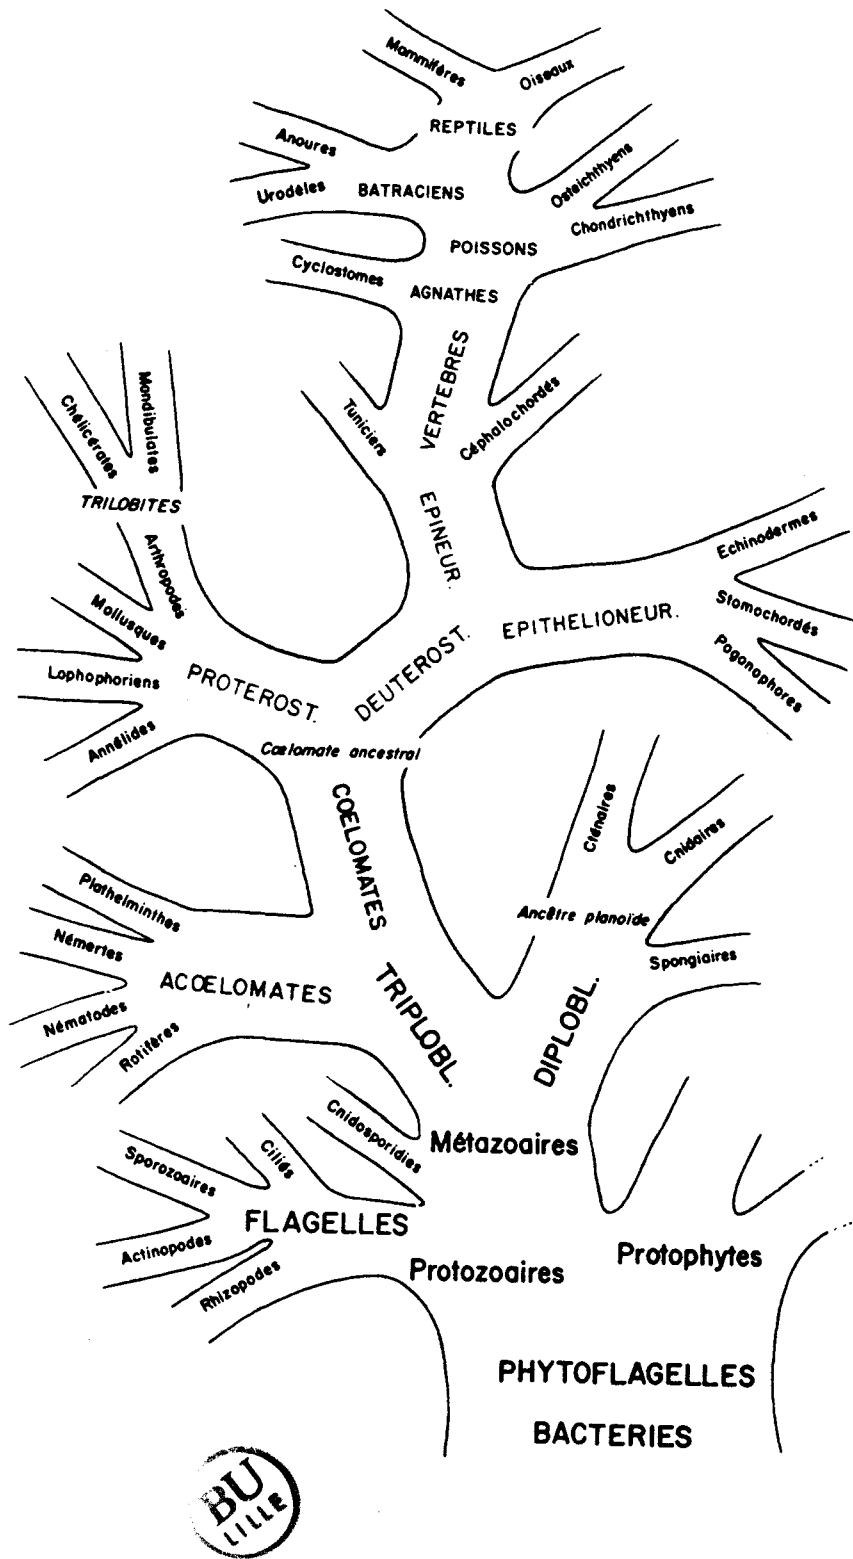 Mammifères
Oiseaux
REPTILES
Anoures
Urodèles
BATRACIENS
Osteichthyens
Chondrichthyens
POISSONS
Cyclostomes
AGNATHES
VERTEBRES
Tuniciers
Céphalochordés
Chélicérates
Mandibulates
TRILOBITES
Arthropodes
EPINEUR.
Echinodermes
Stomochordés
Pogonophores
EPITHELIONEUR.
Mollusques
Lophophoriens
Annélides
PROTEROST.
DEUTEROST.
Cœlomate ancestral
CŒLOMATES
Cténaires
Cnidaires
Ancêtre planoïde
Spongiaires
Plathelminthes
Némertes
Nématodes
Rotifères
ACŒLOMATES
TRIPLOBL.
DIPLOBL.
Cnidosporidies
Métazoaires
Ciliés
Sporozoaires
FLAGELLES
Actinopodes
Rhizopodes
Protozoaires
Protophytes
PHYTOFLAGELLES
BACTERIES
BU
LILLE